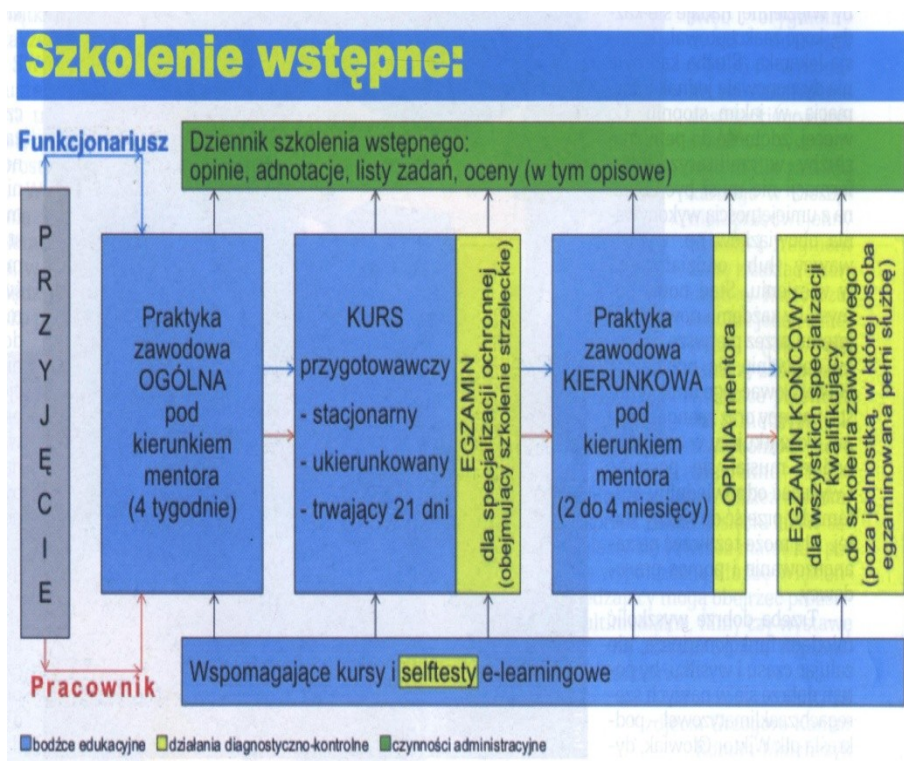 Szkolenie wstępne:
Funkcjonariusz
Dziennik szkolenia wstępnego:
opinie, adnotacje, listy zadań, oceny (w tym opisowe)
PRZYJĘCIE
Praktyka
zawodowa
OGÓLNA
pod
kierunkiem
mentora
(4 tygodnie)
KURS
przygotowawczy
- stacjonarny
- ukierunkowany
- trwający 21 dni
EGZAMIN
dla specjalizacji ochronnej
(obejmujący szkolenie strzeleckie)
Praktyka
zawodowa
KIERUNKOWA
pod
kierunkiem
mentora
(2 do 4 miesięcy)
OPINIA mentora
EGZAMIN KOŃCOWY
dla wszystkich specjalizacji
kwalifikujący
do szkolenia zawodowego
(poza jednostką, w której osoba
egzaminowana pełni służbę)
Pracownik
Wspomagające kursy i selftesty e-learningowe
bodźce edukacyjne działania diagnostyczno-kontrolne czynności administracyjne